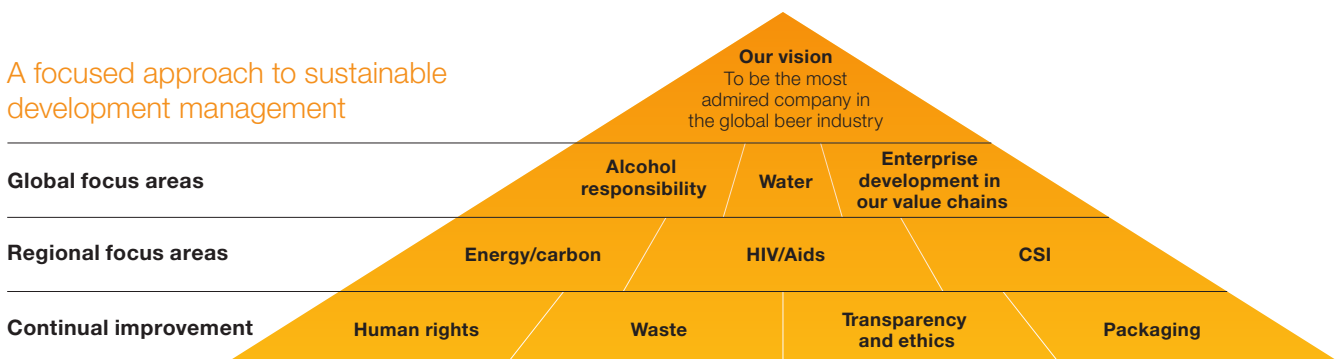 A focused approach to sustainable
development management
Our vision
To be the most
admired company in
the global beer industry
Global focus areas
Alcohol
responsibility
Water
Enterprise
development in
our value chains
Regional focus areas
Energy/carbon
HIV/Aids
CSI
Continual improvement
Human rights
Waste
Transparency
and ethics
Packaging